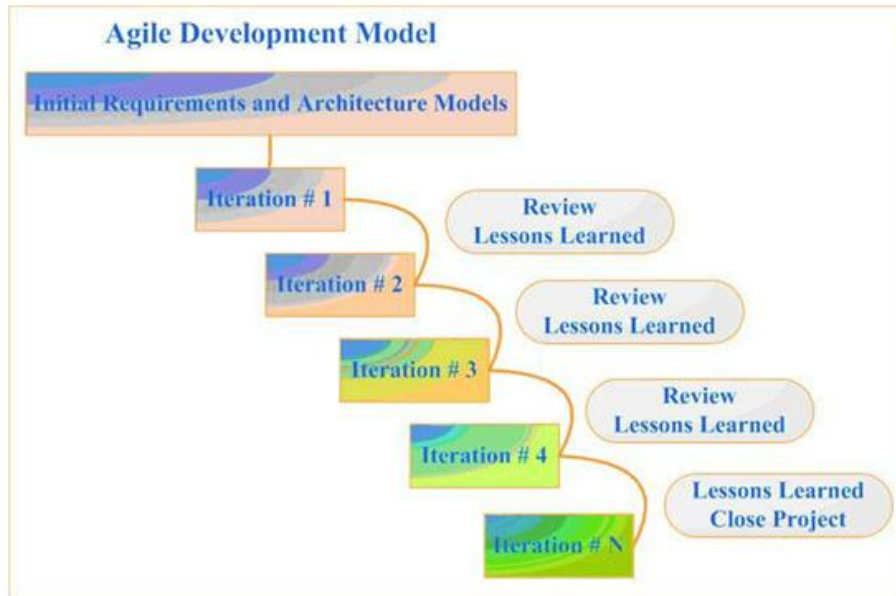 Agile Development Model
Initial Requirements and Architecture Models
Iteration # 1
Review
Lessons Learned
Iteration # 2
Review
Lessons Learned
Iteration # 3
Review
Lessons Learned
Iteration # 4
Lessons Learned
Close Project
Iteration # N